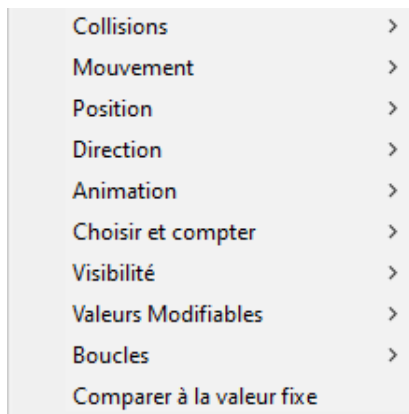 Collisions
Mouvement
Position
Direction
Animation
Choisir et compter
Visibilité
Valeurs Modifiables
Boucles
Comparer à la valeur fixe